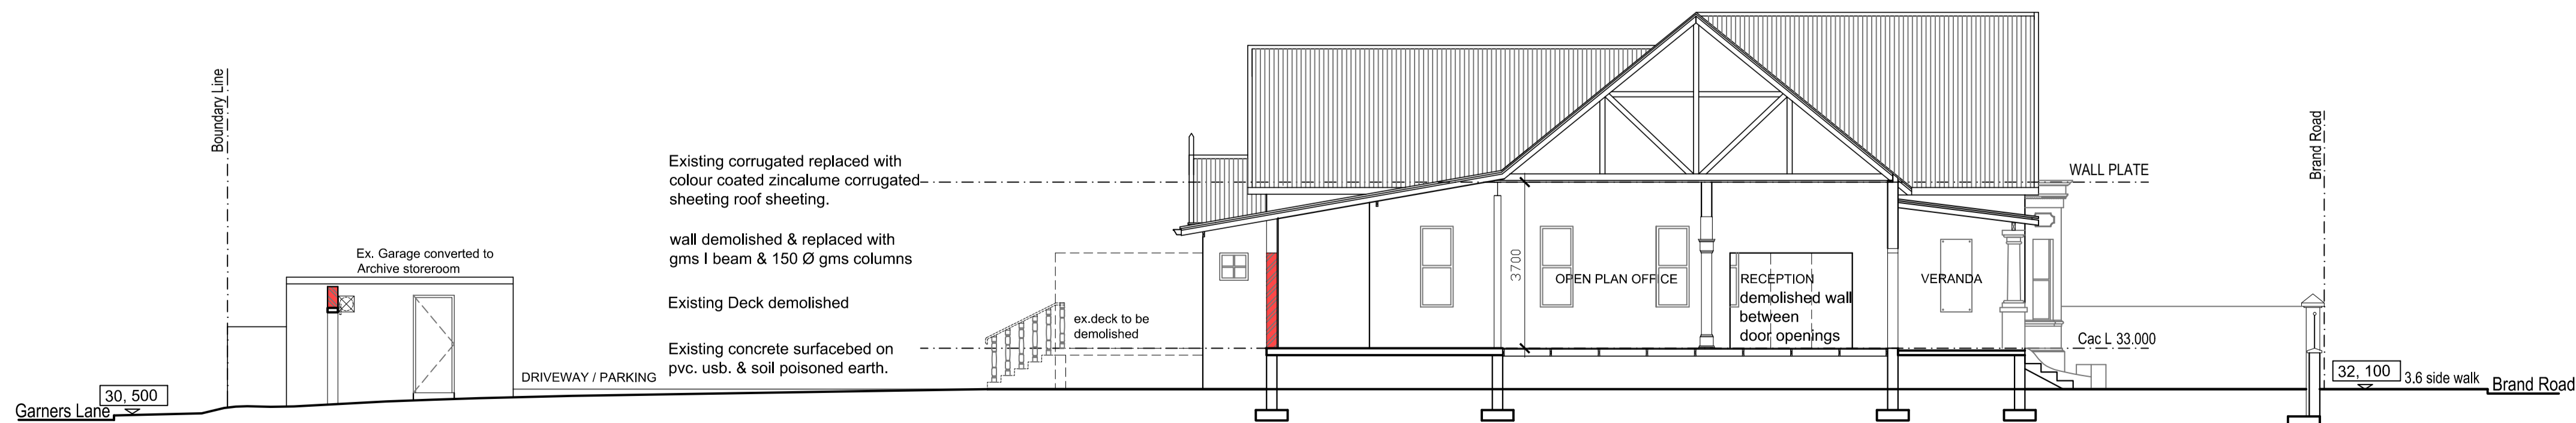 Boundary Line
Existing corrugated replaced with
colour coated zincalume corrugated
sheeting roof sheeting.
wall demolished & replaced with
gms I beam & 150 Ø gms columns
Existing Deck demolished
Existing concrete surfacebed on
pvc. usb. & soil poisoned earth.
Ex. Garage converted to
Archive storeroom
DRIVEWAY / PARKING
30, 500
Garners Lane
ex.deck to be
demolished
3700
OPEN PLAN OFFICE
RECEPTION
demolished wall
between
door openings
VERANDA
WALL PLATE
Cac L 33.000
Brand Road
32, 100
3.6 side walk
Brand Road